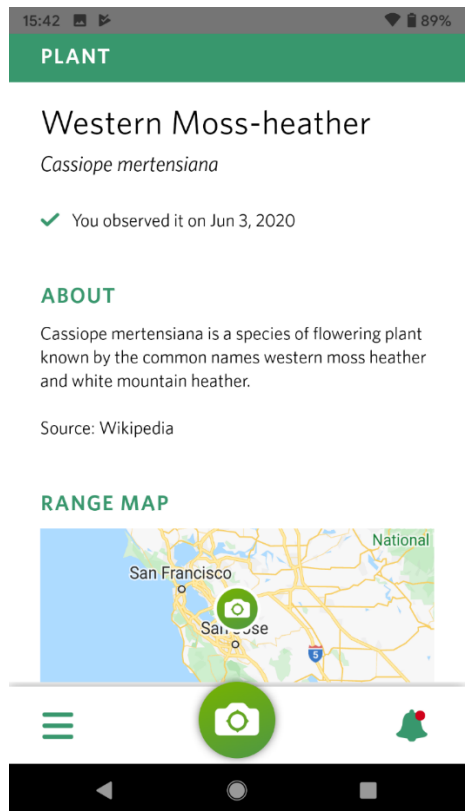 15:42 89%
PLANT
Western Moss-heather
Cassiope mertensiana
You observed it on Jun 3, 2020
ABOUT
Cassiope mertensiana is a species of flowering plant
known by the common names western moss heather
and white mountain heather.
Source: Wikipedia
RANGE MAP
National
San Francisco
San Jose
5